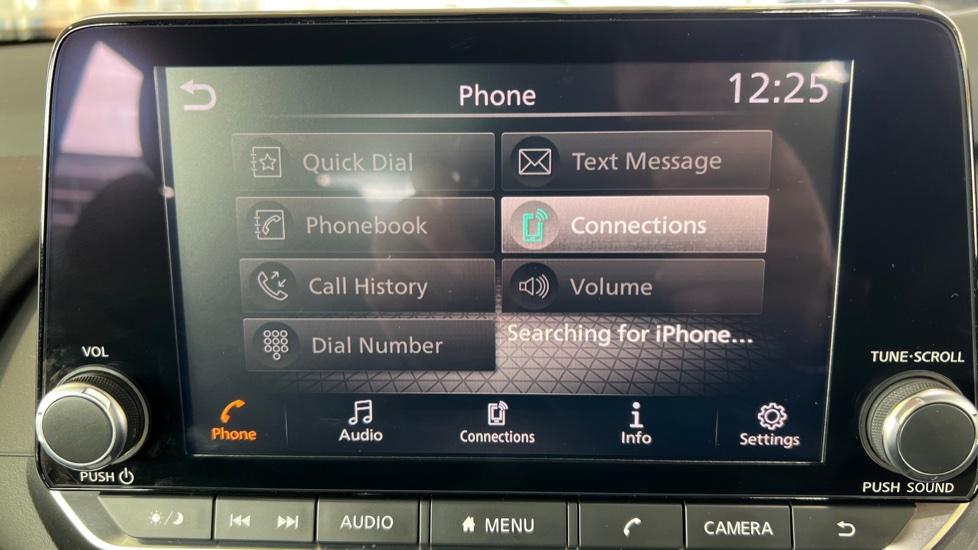 Phone 12:25
Quick Dial Text Message
Phonebook Connections
Call History Volume
Dial Number Searching for iPhone...
VOL TUNE·SCROLL
Phone Audio Connections Info Settings
PUSH PUSH SOUND
AUDIO MENU CAMERA